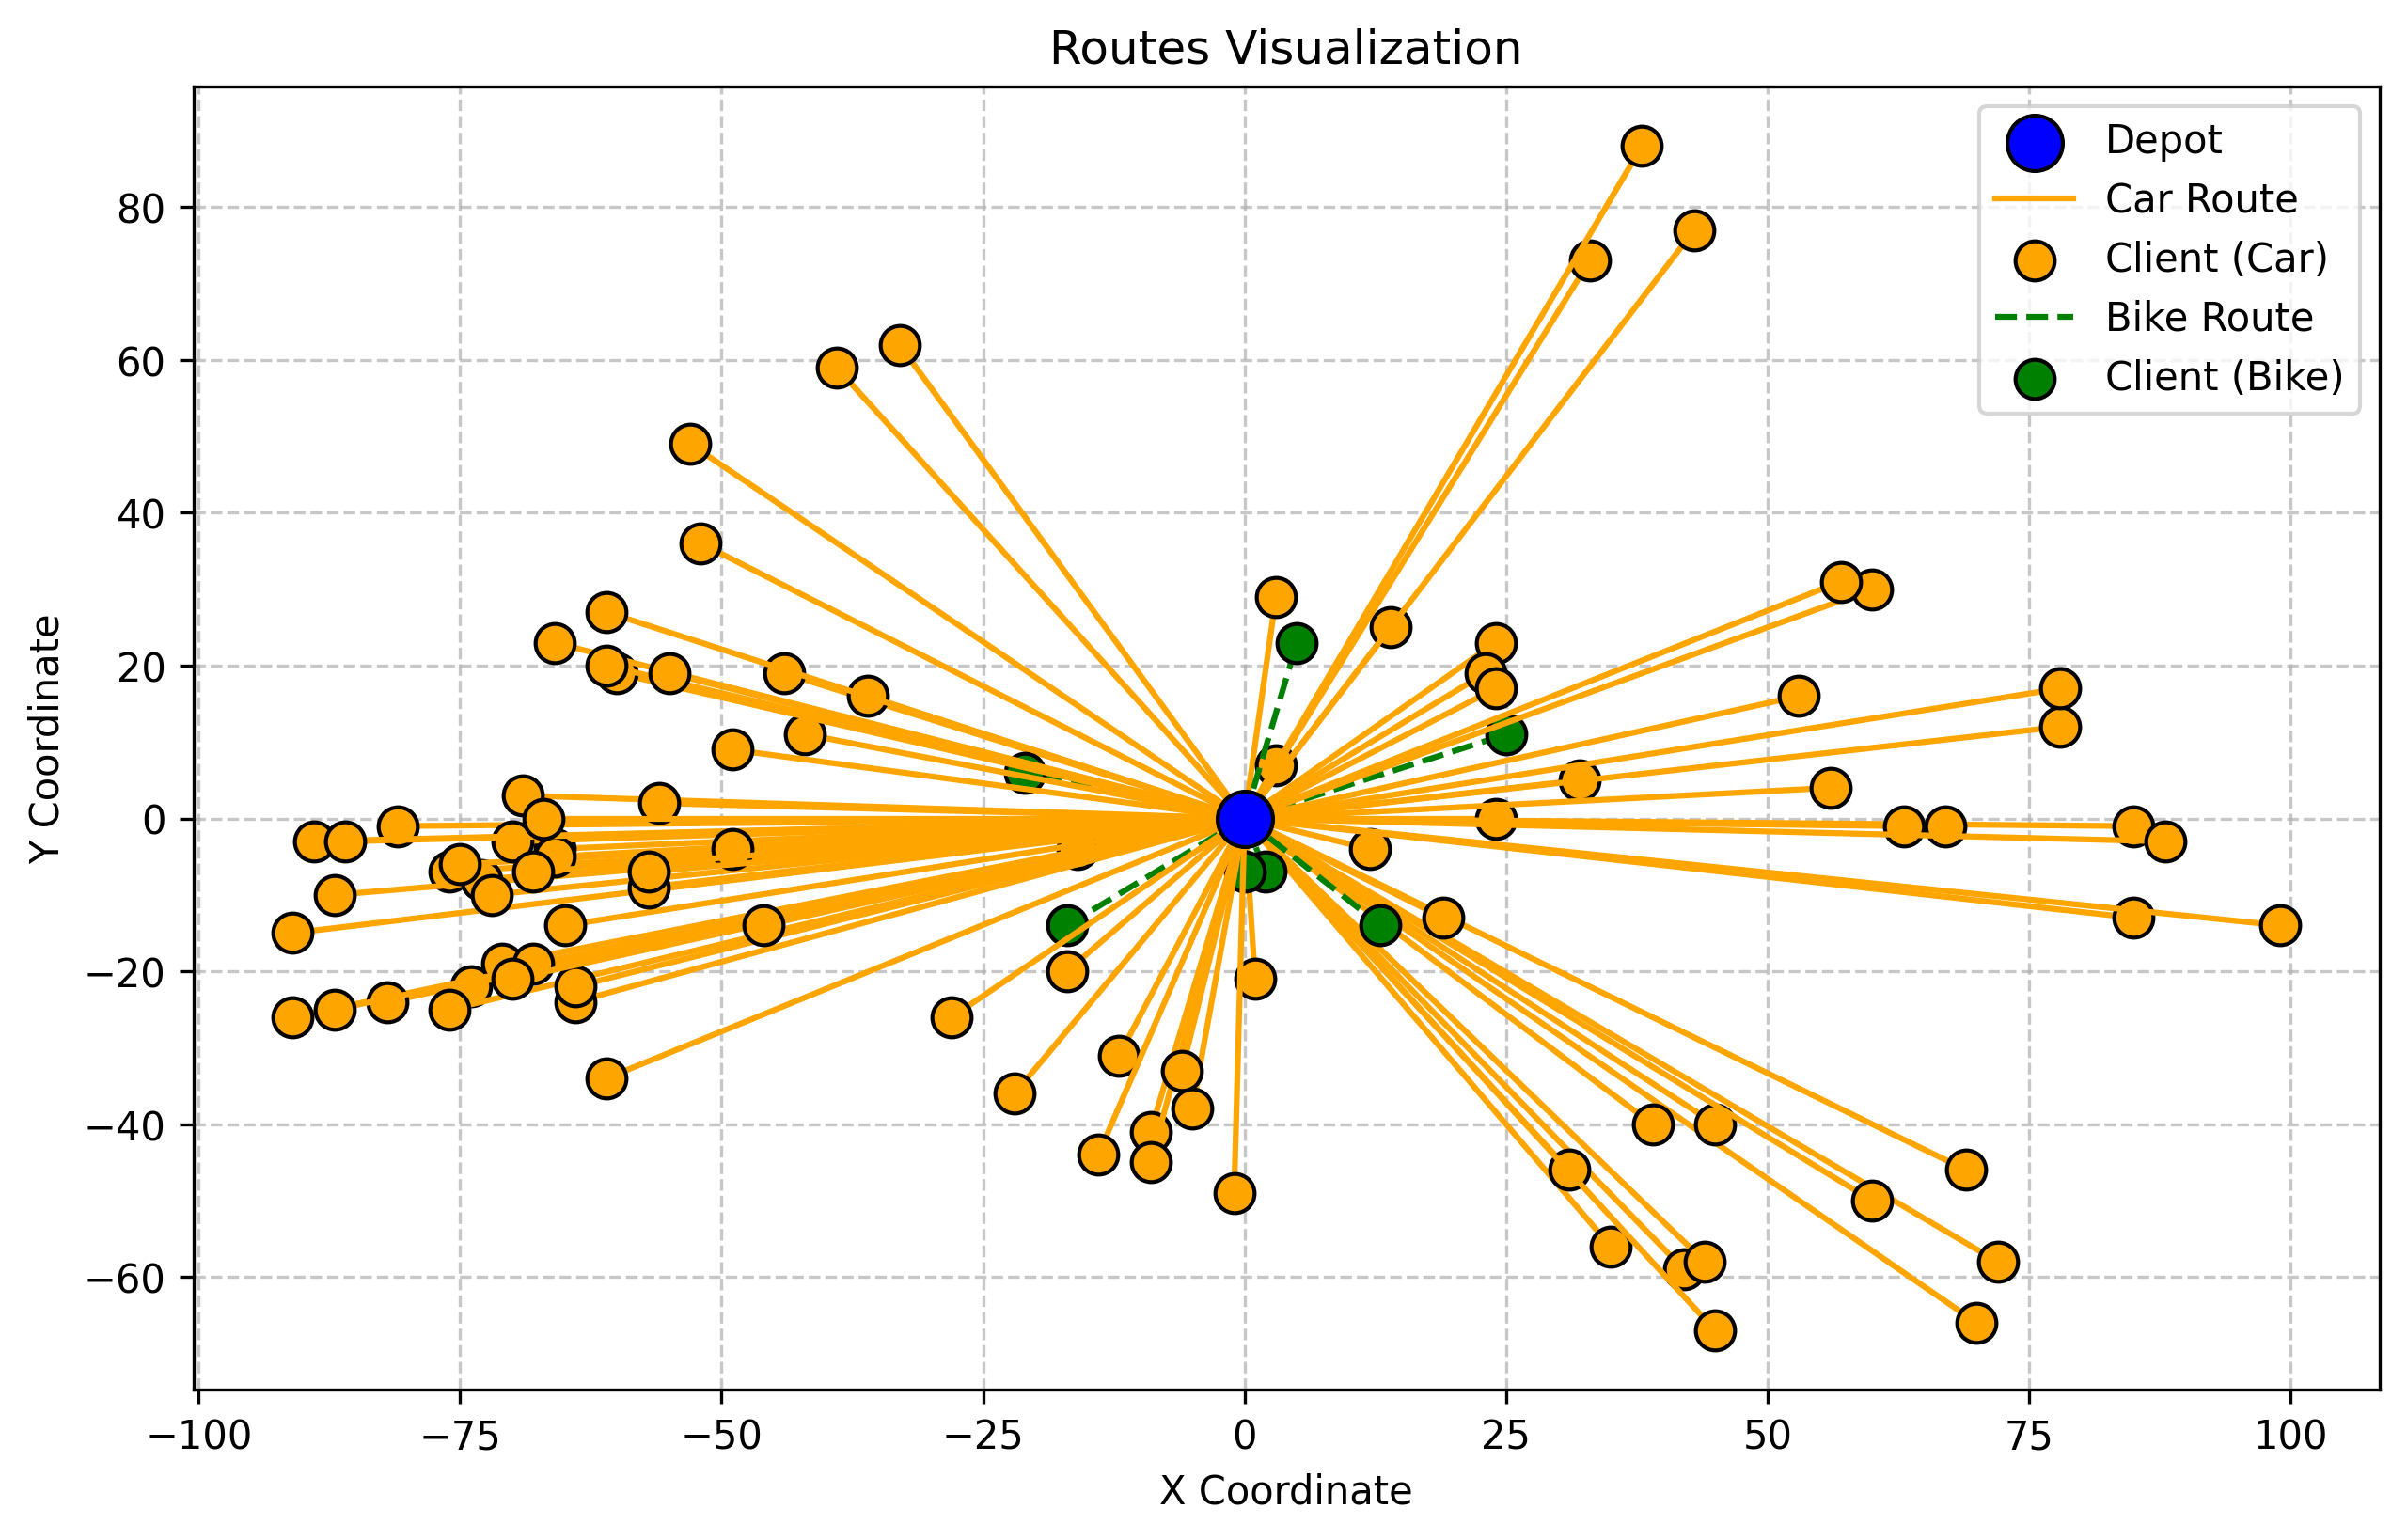 Routes Visualization
Depot
Car Route
Client (Car)
Bike Route
Client (Bike)
Y Coordinate
80
60
40
20
0
−20
−40
−60
−100
−75
−50
−25
0
25
50
75
100
X Coordinate